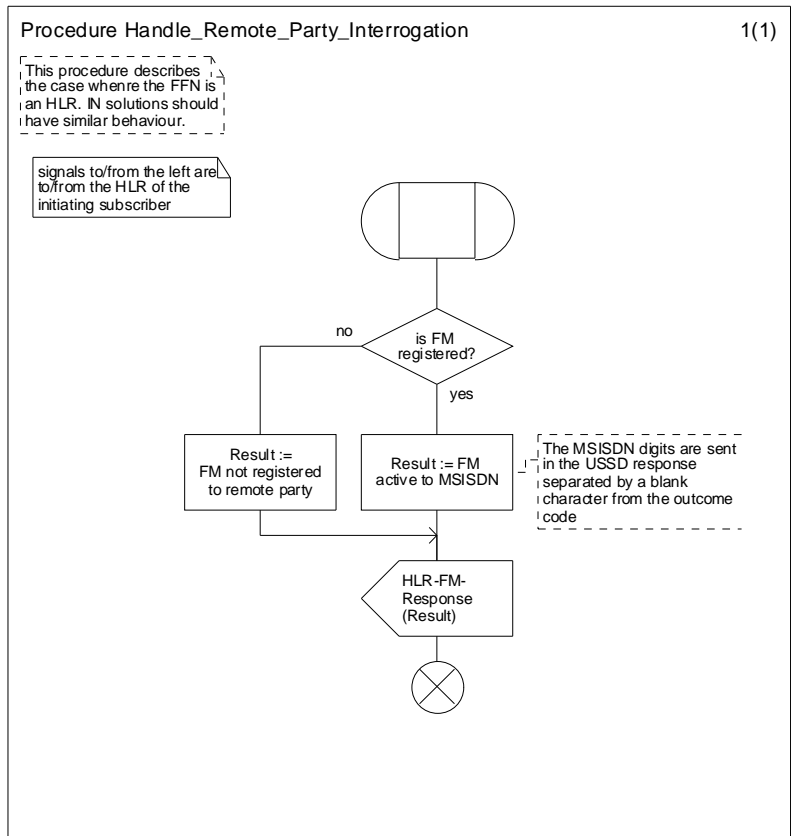 Procedure Handle_Remote_Party_Interrogation 1(1)
This procedure describes
the case whenre the FFN is
an HLR. IN solutions should
have similar behaviour.
signals to/from the left are
to/from the HLR of the
initiating subscriber
is FM
registered?
no
yes
Result :=
FM not registered
to remote party
Result := FM
active to MSISDN
The MSISDN digits are sent
in the USSD response
separated by a blank
character from the outcome
code
HLR-FM-
Response
(Result)